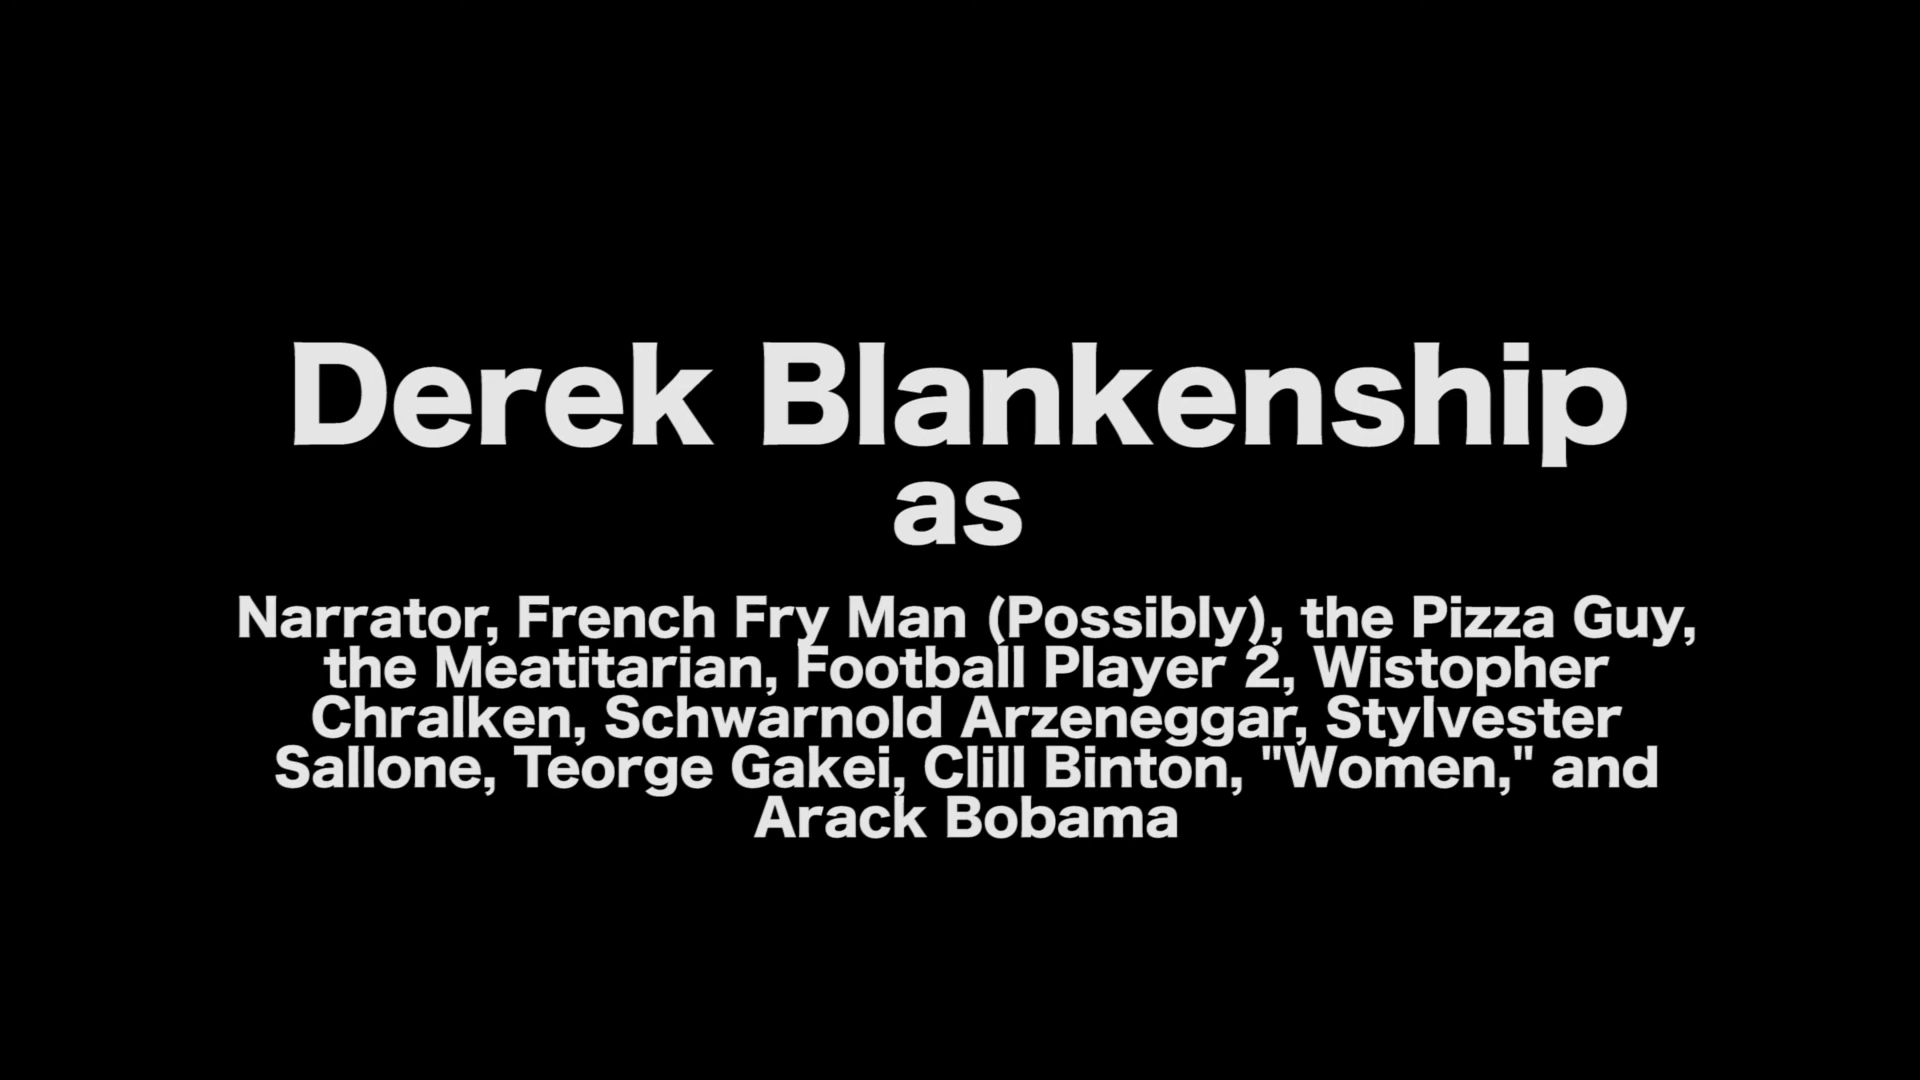 Derek Blankenship
as
Narrator, French Fry Man (Possibly), the Pizza Guy,
the Meatitarian, Football Player 2, Wistopher
Chralken, Schwarnold Arzeneggar, Stylvester
Sallone, Teorge Gakei, Clill Binton, "Women," and
Arack Bobama